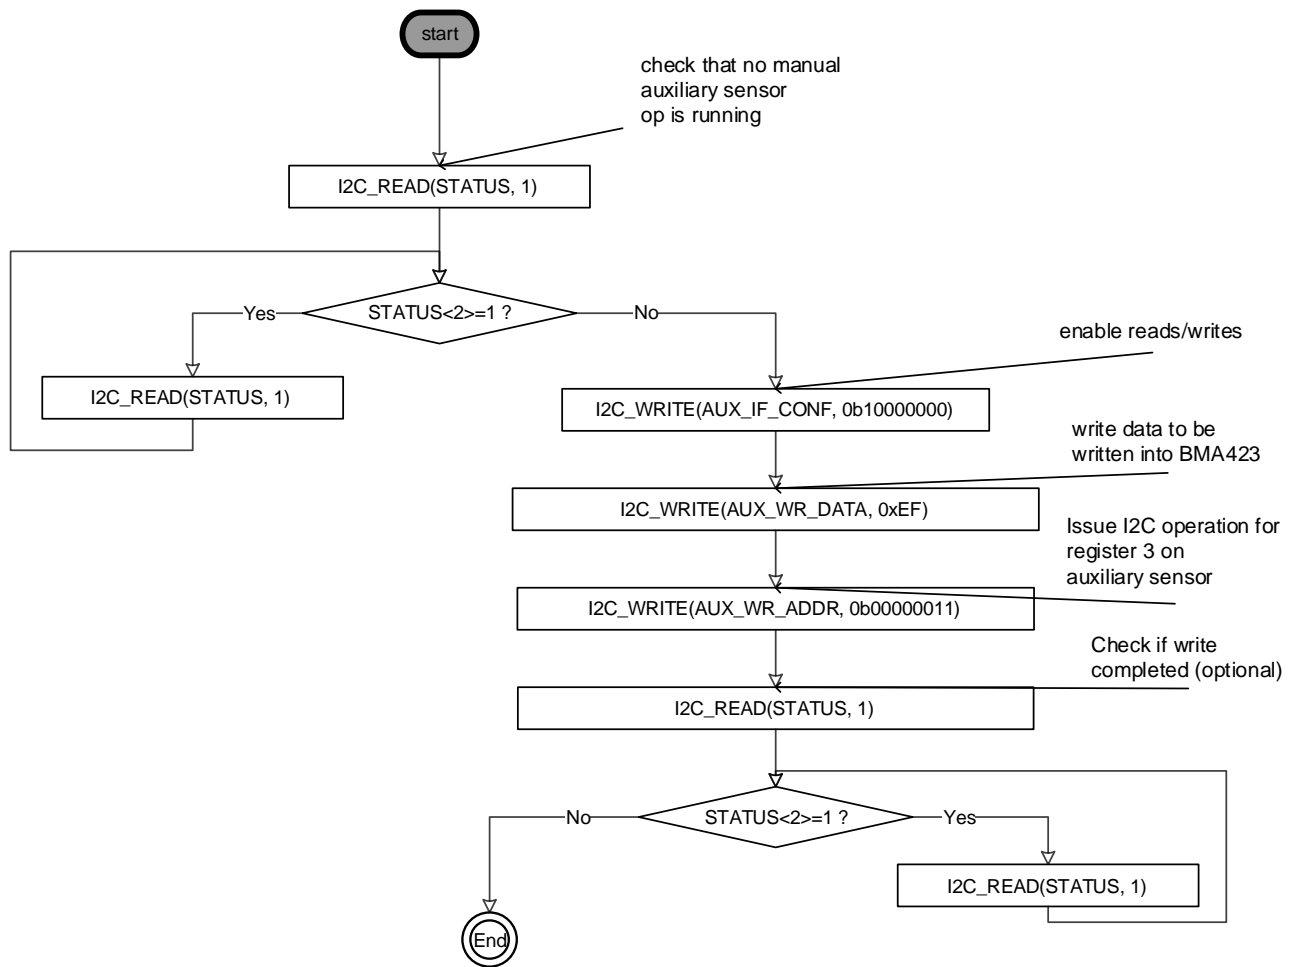 start
check that no manual
auxiliary sensor
op is running
I2C_READ(STATUS, 1)
STATUS<2>=1 ?
Yes
No
I2C_READ(STATUS, 1)
enable reads/writes
I2C_WRITE(AUX_IF_CONF, 0b10000000)
write data to be
written into BMA423
I2C_WRITE(AUX_WR_DATA, 0xEF)
Issue I2C operation for
register 3 on
auxiliary sensor
I2C_WRITE(AUX_WR_ADDR, 0b00000011)
Check if write
completed (optional)
I2C_READ(STATUS, 1)
STATUS<2>=1 ?
No
Yes
I2C_READ(STATUS, 1)
End